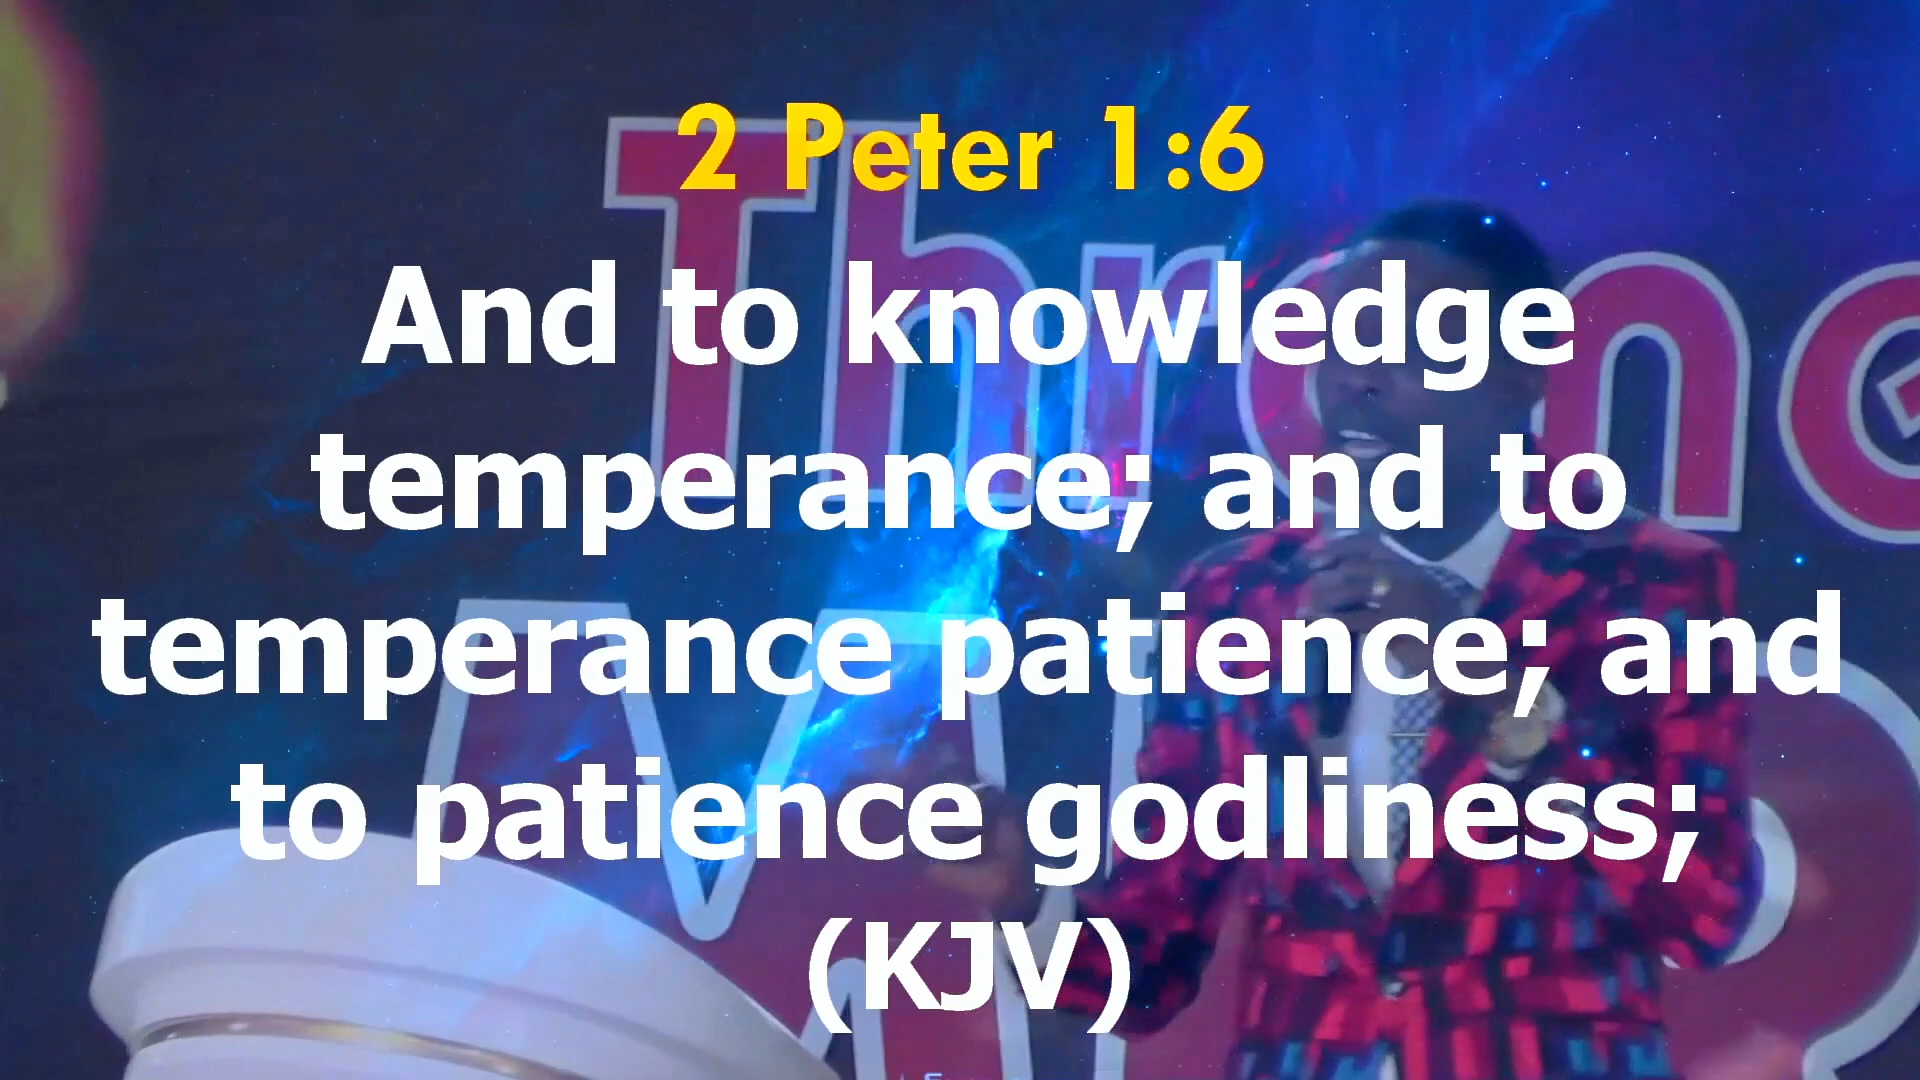 2 Peter 1:6
And to knowledge
temperance; and to
temperance patience; and
to patience godliness;
(KJV)